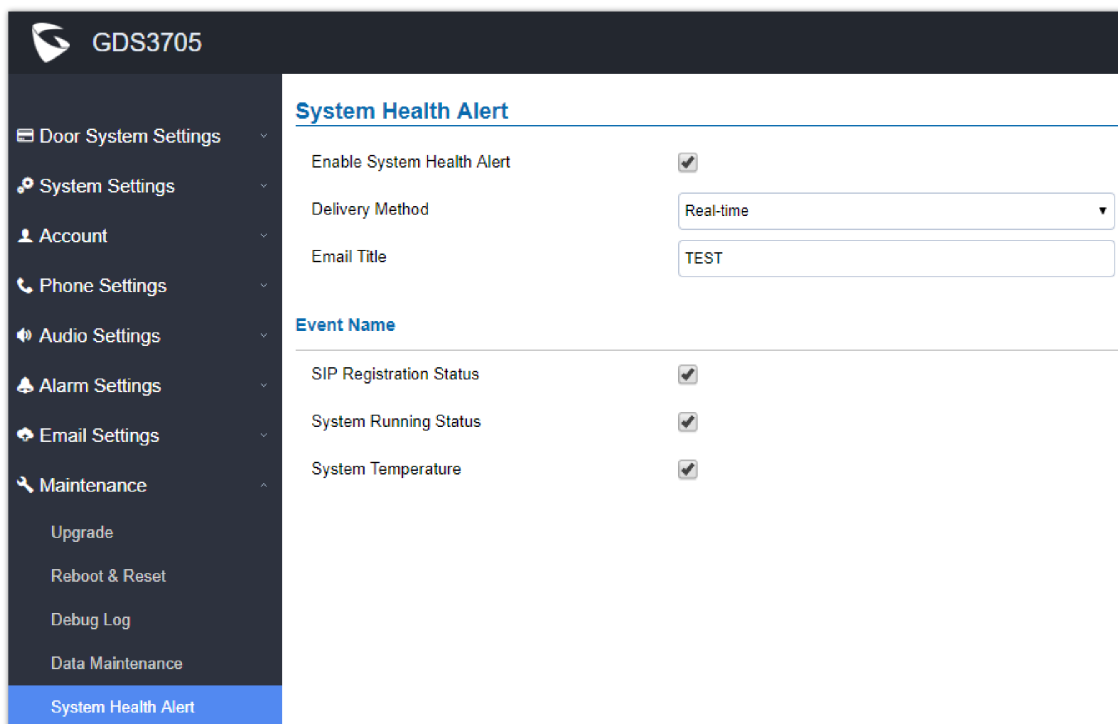 GDS3705
Door System Settings
System Settings
Account
Phone Settings
Audio Settings
Alarm Settings
Email Settings
Maintenance
Upgrade
Reboot & Reset
Debug Log
Data Maintenance
System Health Alert
System Health Alert
Enable System Health Alert
Delivery Method Real-time
Email Title TEST
Event Name
SIP Registration Status
System Running Status
System Temperature